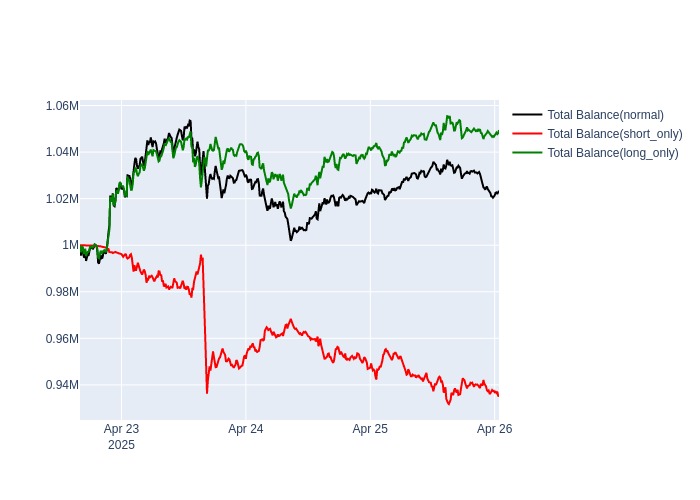 1.06M
1.04M
1.02M
1M
0.98M
0.96M
0.94M
Apr 23
2025
Apr 24
Apr 25
Apr 26
Total Balance(normal)
Total Balance(short_only)
Total Balance(long_only)